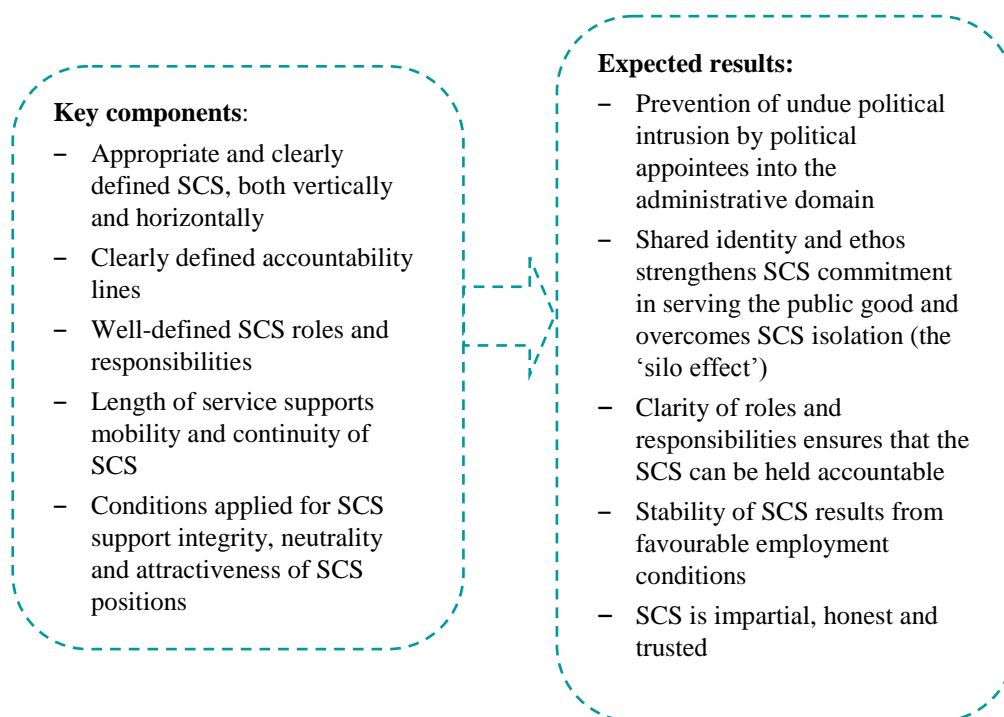 Key components:
– Appropriate and clearly
defined SCS, both vertically
and horizontally
– Clearly defined accountability
lines
– Well-defined SCS roles and
responsibilities
– Length of service supports
mobility and continuity of
SCS
– Conditions applied for SCS
support integrity, neutrality
and attractiveness of SCS
positions
Expected results:
– Prevention of undue political
intrusion by political
appointees into the
administrative domain
– Shared identity and ethos
strengthens SCS commitment
in serving the public good and
overcomes SCS isolation (the
‘silo effect’)
– Clarity of roles and
responsibilities ensures that the
SCS can be held accountable
– Stability of SCS results from
favourable employment
conditions
– SCS is impartial, honest and
trusted